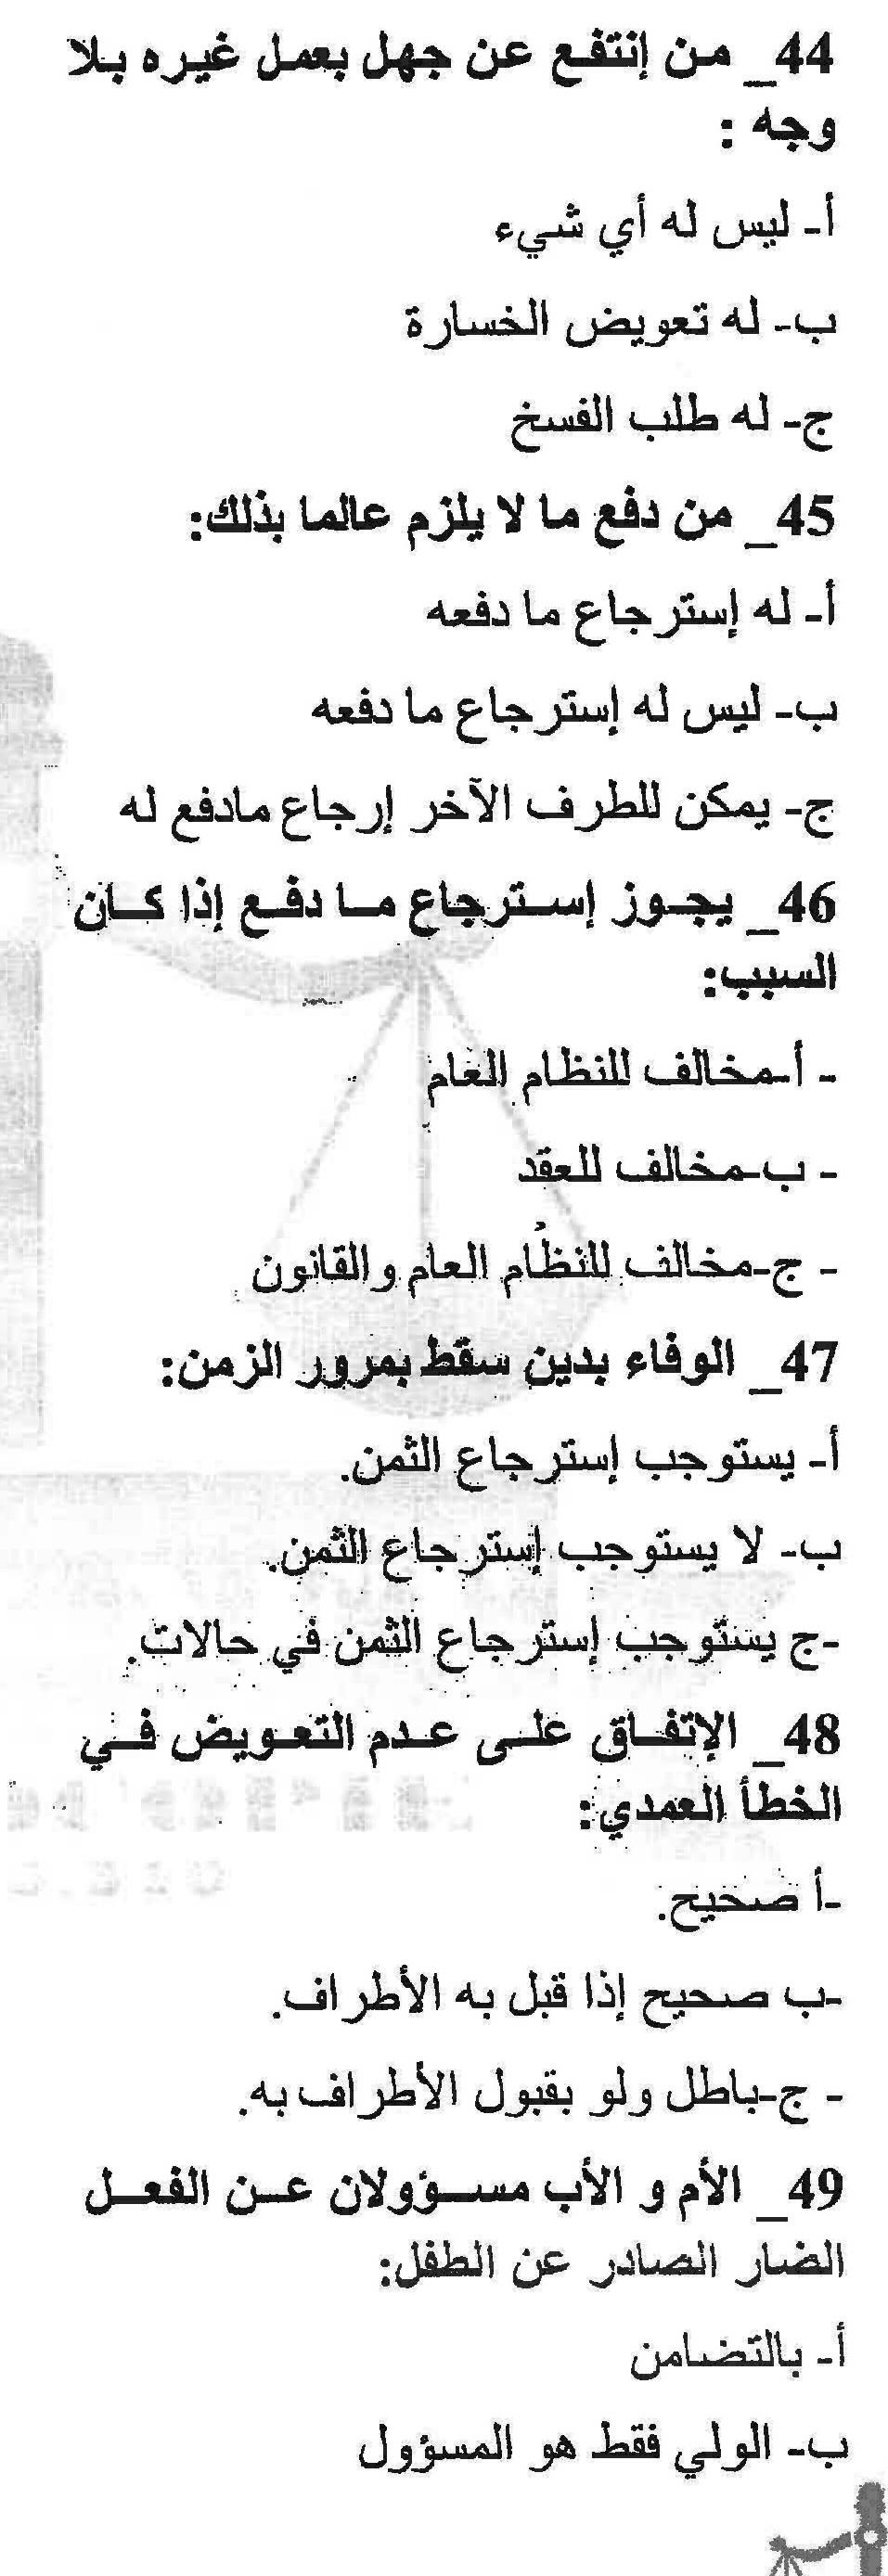 44_ من إنتفع عن جهل بعمل غيره بلا
وجه :
أ- ليس له أي شيء
ب- له تعويض الخسارة
ج- له طلب الفسخ
45_ من دفع ما لا يلزم عالما بذلك:
أ- له إسترجاع ما دفعه
ب- ليس له إسترجاع ما دفعه
ج- يمكن للطرف الآخر إرجاع مادفع له
46_ يجوز إسترجاع ما دفع إذا كان
السبب:
- أ-مخالف للنظام العام
- ب-مخالف للعقد
- ج-مخالف للنظام العام والقانون
47_ الوفاء بدين سقط بمرور الزمن:
أ- يستوجب إسترجاع الثمن.
ب- لا يستوجب إسترجاع الثمن.
-ج يستوجب إسترجاع الثمن في حالات.
48_ الإتفاق على عدم التعويض في
الخطأ العمدي:
-أ صحيح.
-ب صحيح إذا قبل به الأطراف.
- ج-باطل ولو بقبول الأطراف به.
49_ الأم و الأب مسؤولان عن الفعل
الضار الصادر عن الطفل:
أ- بالتضامن
ب- الولي فقط هو المسؤول